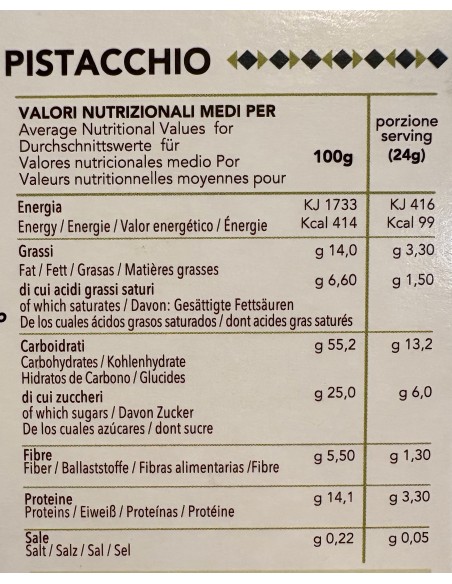 PISTACCHIO
VALORI NUTRIZIONALI MEDI PER
Average Nutritional Values for
Durchschnittswerte für
Valores nutricionales medio Por
Valeurs nutritionnelles moyennes pour
100g
porzione
serving
(24g)
Energia KJ 1733 KJ 416
Energy / Energie / Valor energético / Énergie Kcal 414 Kcal 99
Grassi g 14,0 g 3,30
Fat / Fett / Grasas / Matières grasses
di cui acidi grassi saturi g 6,60 g 1,50
of which saturates / Davon: Gesättigte Fettsäuren
De los cuales ácidos grasos saturados / dont acides gras saturés
Carboidrati g 55,2 g 13,2
Carbohydrates / Kohlenhydrate
Hidratos de Carbono / Glucides
di cui zuccheri g 25,0 g 6,0
of which sugars / Davon Zucker
De los cuales azúcares / dont sucre
Fibre g 5,50 g 1,30
Fiber / Ballaststoffe / Fibras alimentarias /Fibre
Proteine g 14,1 g 3,30
Proteins / Eiweiß / Proteínas / Protéine
Sale g 0,22 g 0,05
Salt / Salz / Sal / Sel